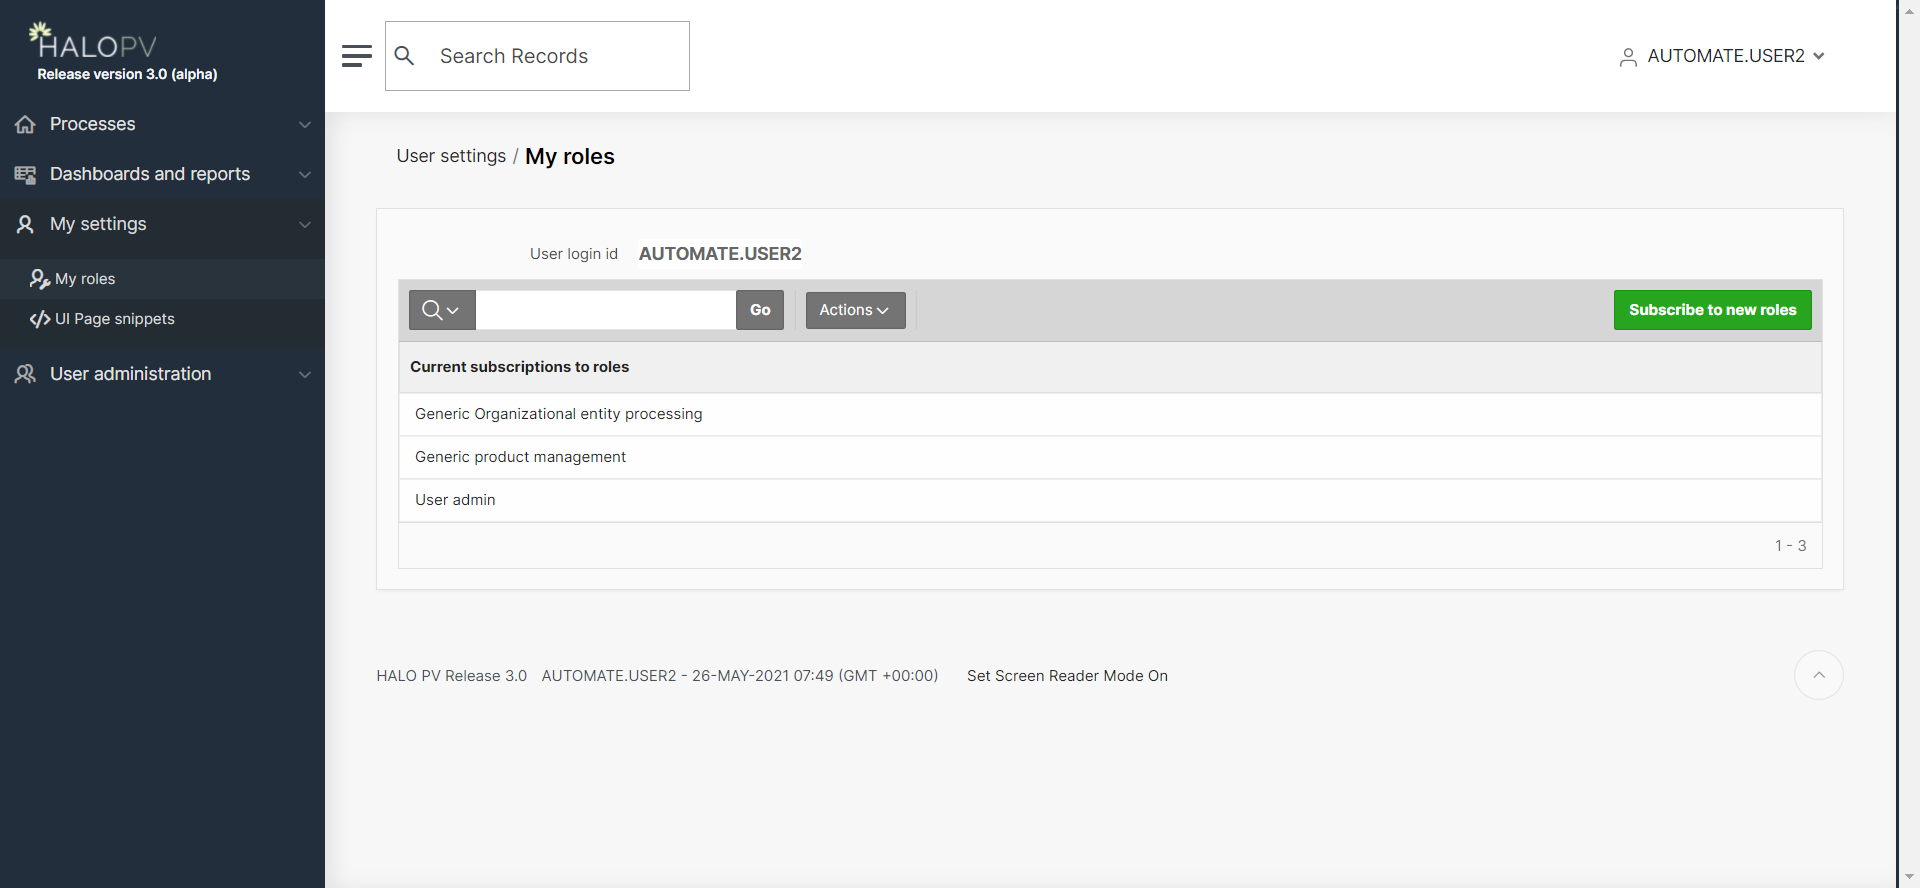 HALOPV
Release version 3.0 (alpha)
Processes
Dashboards and reports
My settings
My roles
UI Page snippets
User administration
Search Records
AUTOMATE.USER2
User settings / My roles
User login id AUTOMATE.USER2
Go
Actions
Subscribe to new roles
Current subscriptions to roles
Generic Organizational entity processing
Generic product management
User admin
1 - 3
HALO PV Release 3.0 AUTOMATE.USER2 - 26-MAY-2021 07:49 (GMT +00:00) Set Screen Reader Mode On